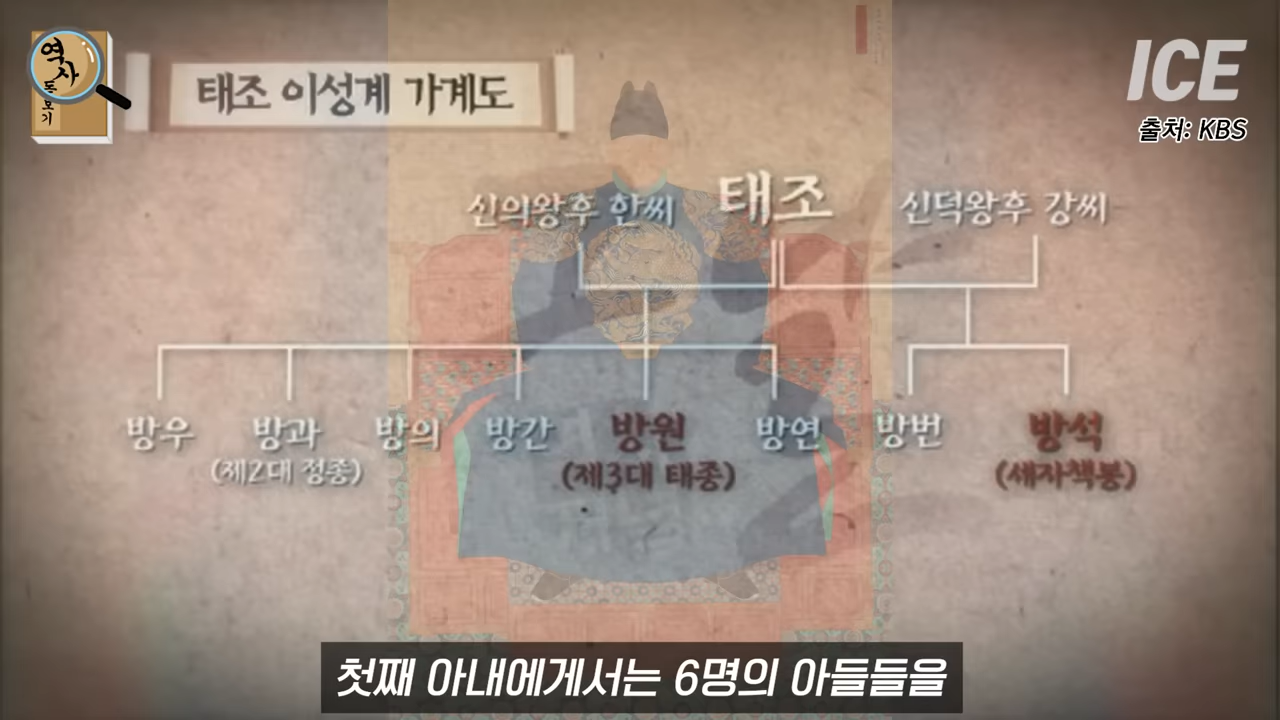 역사
돋보기
태조 이성계 가계도
ICE
출처: KBS
신의왕후 한씨
태조
신덕왕후 강씨
방우
방과
(제2대 정종)
방의
방간
방원
(제3대 태종)
방연
방번
방석
(세자책봉)
첫째 아내에게서는 6명의 아들들을